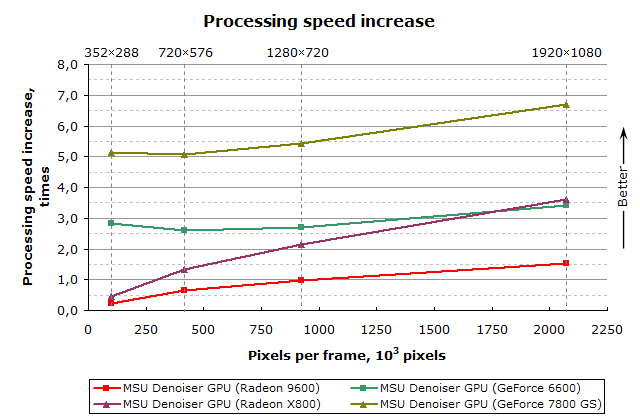 Processing speed increase
352×288 720×576 1280×720 1920×1080
8,0
7,0
6,0
5,0
4,0
3,0
2,0
1,0
0,0
Processing speed increase,
times
Better
0 250 500 750 1000 1250 1500 1750 2000 2250
Pixels per frame, 10³ pixels
MSU Denoiser GPU (Radeon 9600) MSU Denoiser GPU (GeForce 6600)
MSU Denoiser GPU (Radeon X800) MSU Denoiser GPU (GeForce 7800 GS)